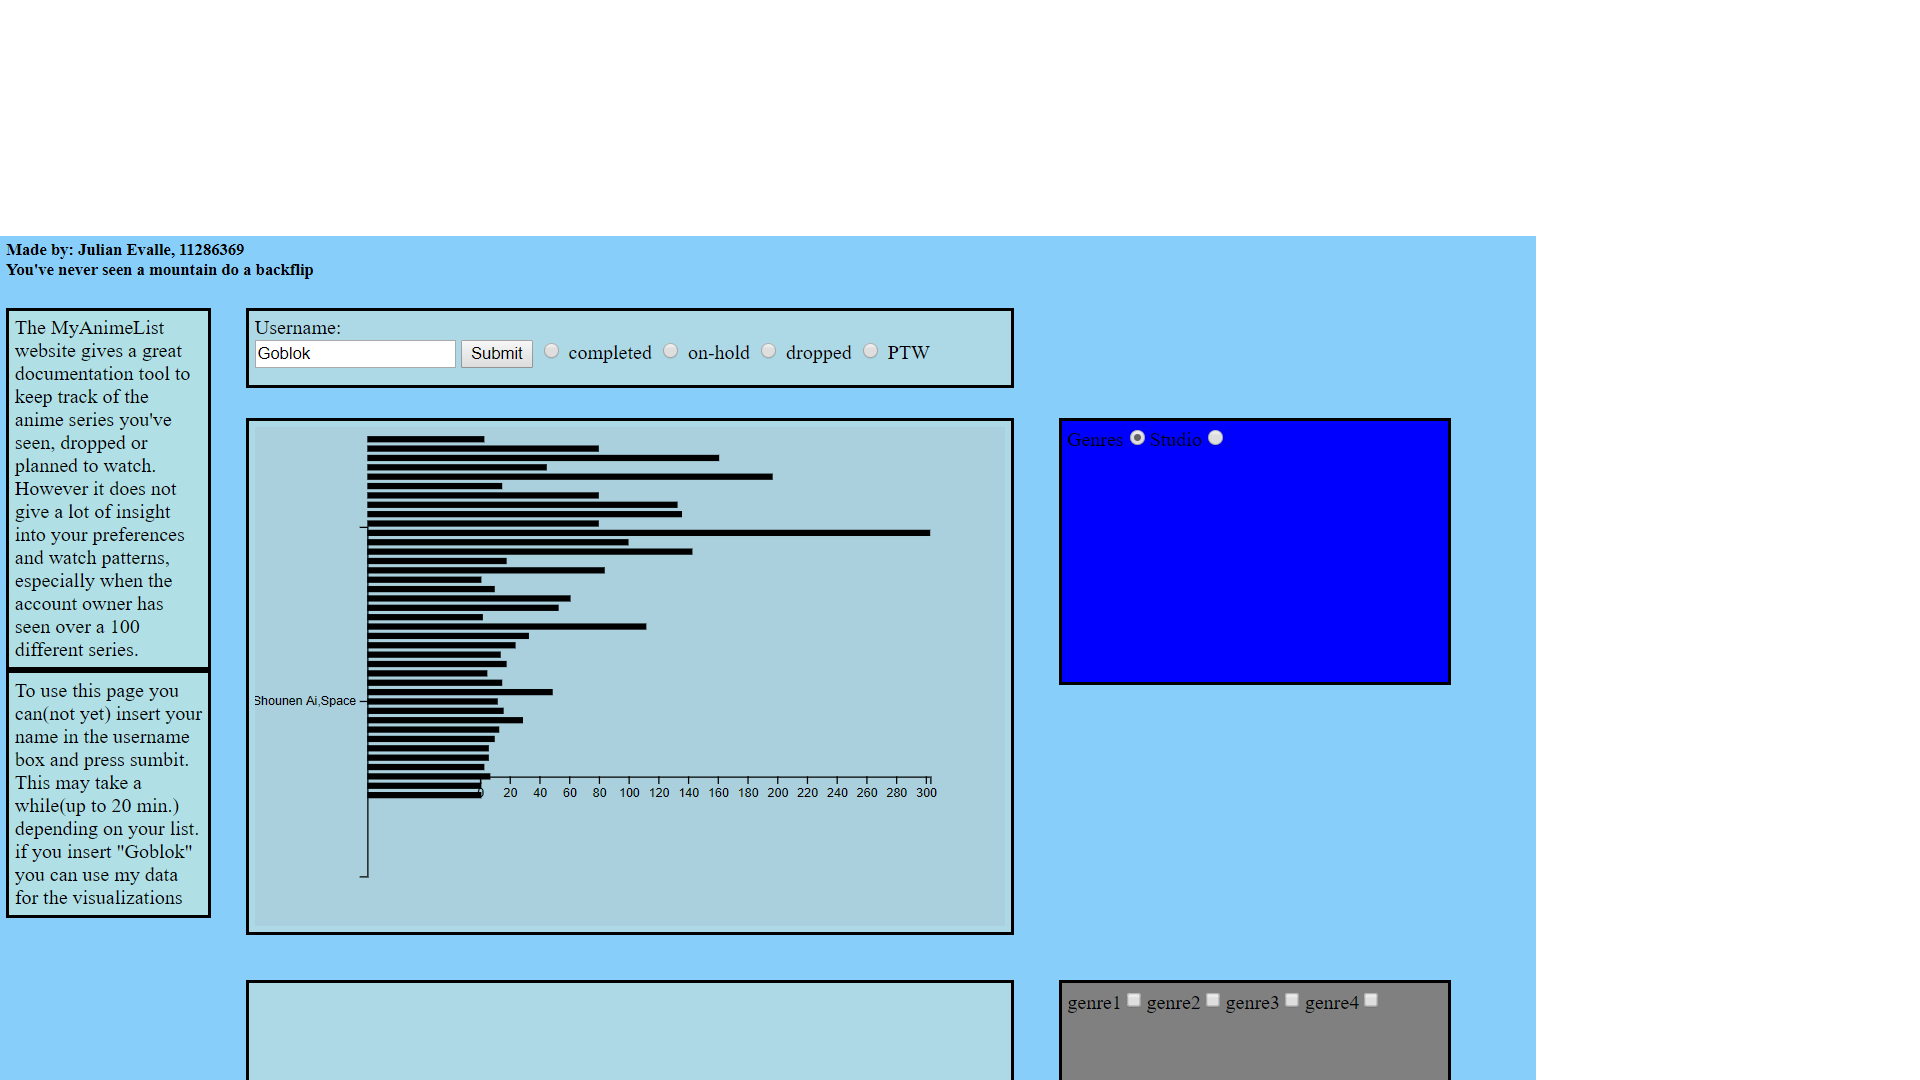 Made by: Julian Evalle, 11286369
You've never seen a mountain do a backflip
The MyAnimeList
website gives a great
documentation tool to
keep track of the
anime series you've
seen, dropped or
planned to watch.
However it does not
give a lot of insight
into your preferences
and watch patterns,
especially when the
account owner has
seen over a 100
different series.
To use this page you
can(not yet) insert your
name in the username
box and press sumbit.
This may take a
while(up to 20 min.)
depending on your list.
if you insert "Goblok"
you can use my data
for the visualizations
Username:
Goblok Submit completed on-hold dropped PTW
Shounen Ai,Space
0 20 40 60 80 100 120 140 160 180 200 220 240 260 280 300
Genres Studio
genre1 genre2 genre3 genre4